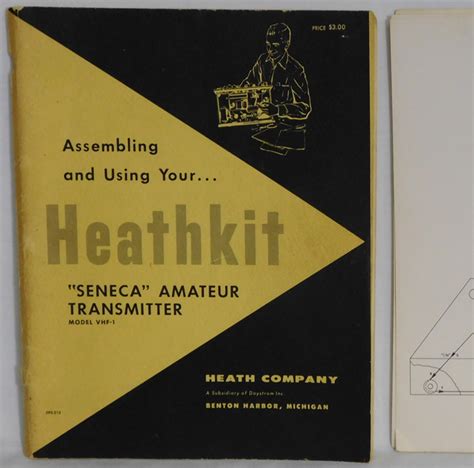 PRICE $3.00
Assembling
and Using Your...
Heathkit
"SENECA" AMATEUR
TRANSMITTER
MODEL VHF-1
HEATH COMPANY
A Subsidiary of Daystrom Inc.
BENTON HARBOR, MICHIGAN